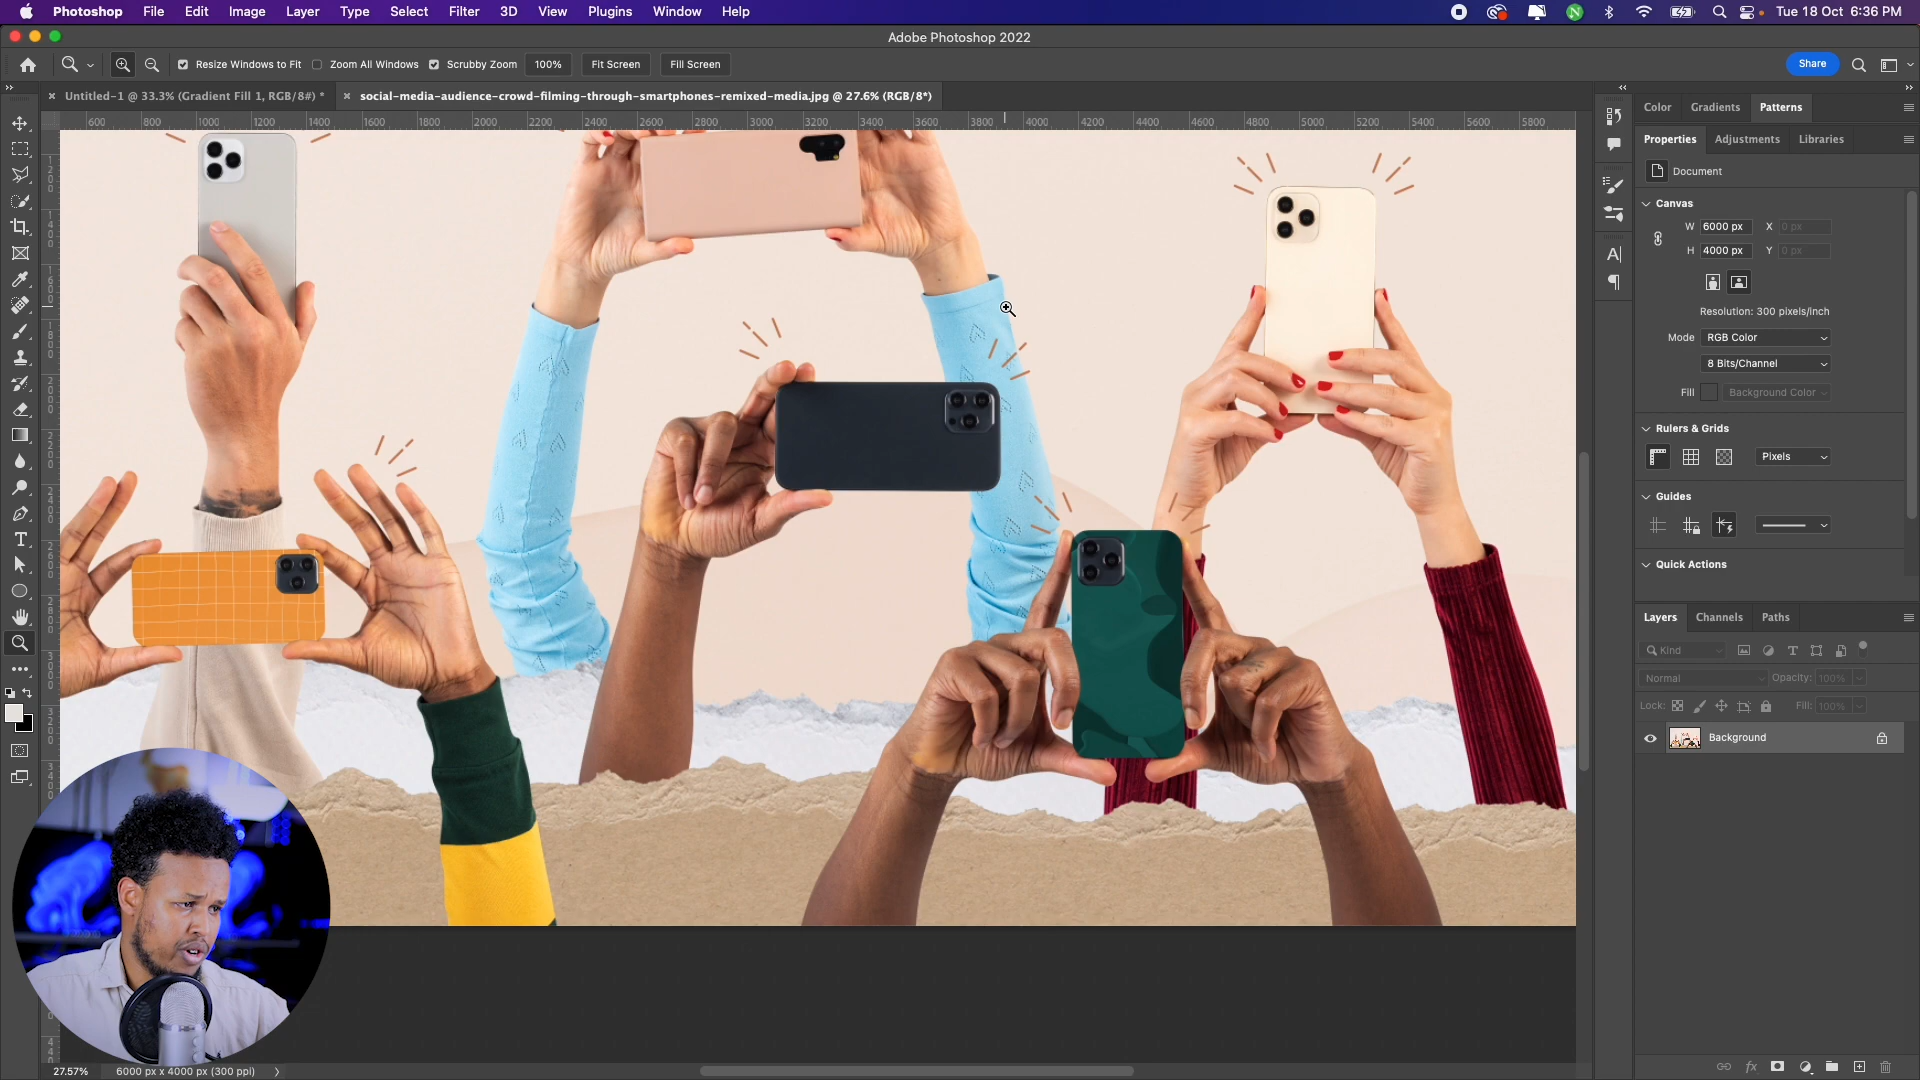 Photoshop File Edit Image Layer Type Select Filter 3D View Plugins Window Help
Tue 18 Oct 6:36 PM
Adobe Photoshop 2022
Resize Windows to Fit Zoom All Windows Scrubby Zoom 100% Fit Screen Fill Screen
Share
Untitled-1 @ 33.3% (Gradient Fill 1, RGB/8#) *
social-media-audience-crowd-filming-through-smartphones-remixed-media.jpg @ 27.6% (RGB/8*)
600 800 1000 1200 1400 1600 1800 2000 2200 2400 2600 2800 3000 3200 3400 3600 3800 4000 4200 4400 4600 4800 5000 5200 5400 5600 5800
Color Gradients Patterns
Properties Adjustments Libraries
Document
Canvas
W 6000 px X 0 px
H 4000 px Y 0 px
Resolution: 300 pixels/inch
Mode RGB Color
8 Bits/Channel
Fill Background Color
Rulers & Grids
Pixels
Guides
Quick Actions
Layers Channels Paths
Kind
Normal Opacity: 100%
Lock: Fill: 100%
Background
27.57% 6000 px x 4000 px (300 ppi)